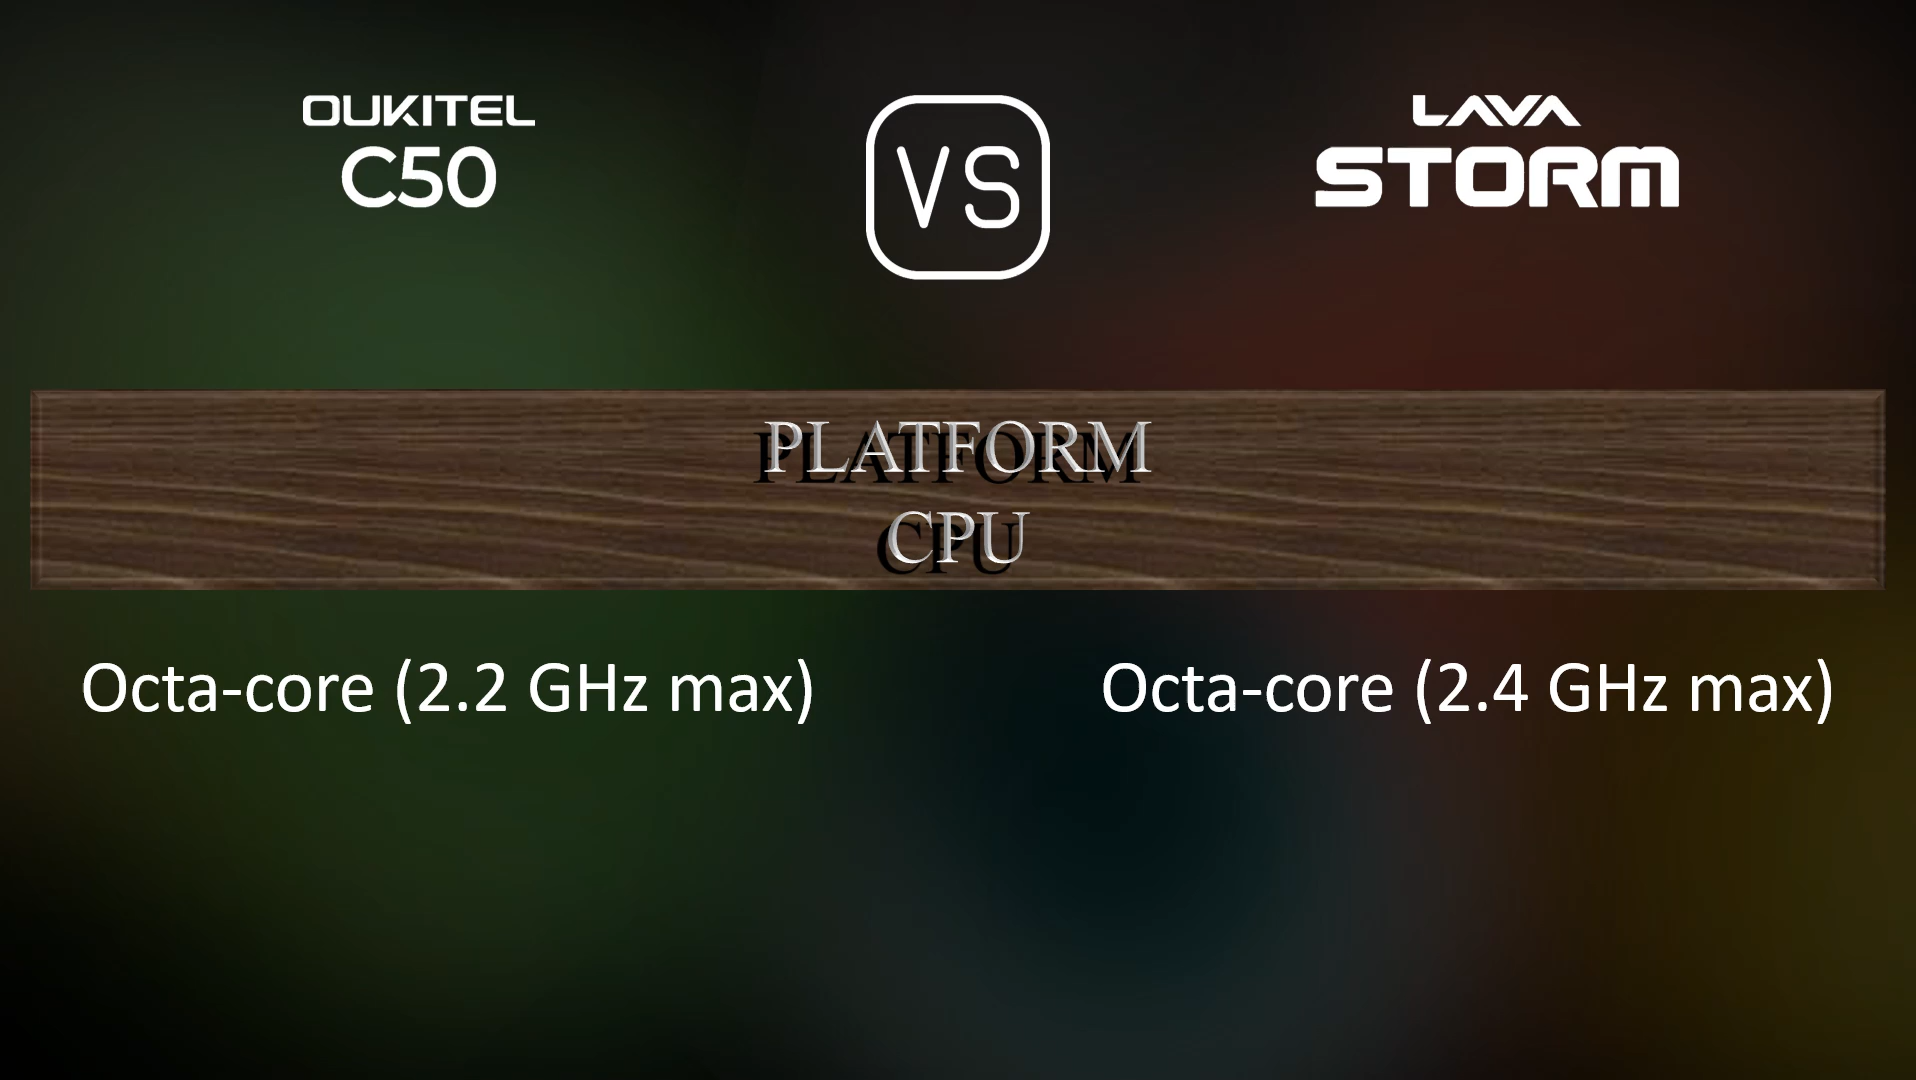 OUKITEL
C50
VS
LAVA
STORM
PLATFORM
CPU
Octa-core (2.2 GHz max)
Octa-core (2.4 GHz max)